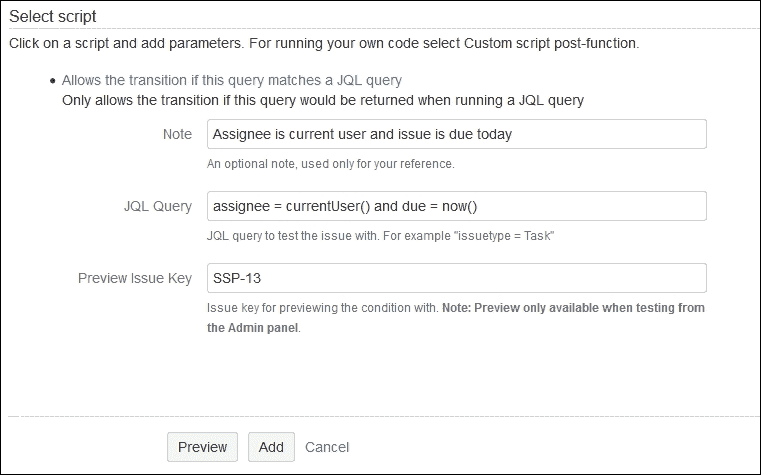 Select script
Click on a script and add parameters. For running your own code select Custom script post-function.
• Allows the transition if this query matches a JQL query
Only allows the transition if this query would be returned when running a JQL query
Note Assignee is current user and issue is due today
An optional note, used only for your reference.
JQL Query assignee = currentUser() and due = now()
JQL query to test the issue with. For example "issuetype = Task"
Preview Issue Key SSP-13
Issue key for previewing the condition with. Note: Preview only available when testing from
the Admin panel.
Preview Add Cancel